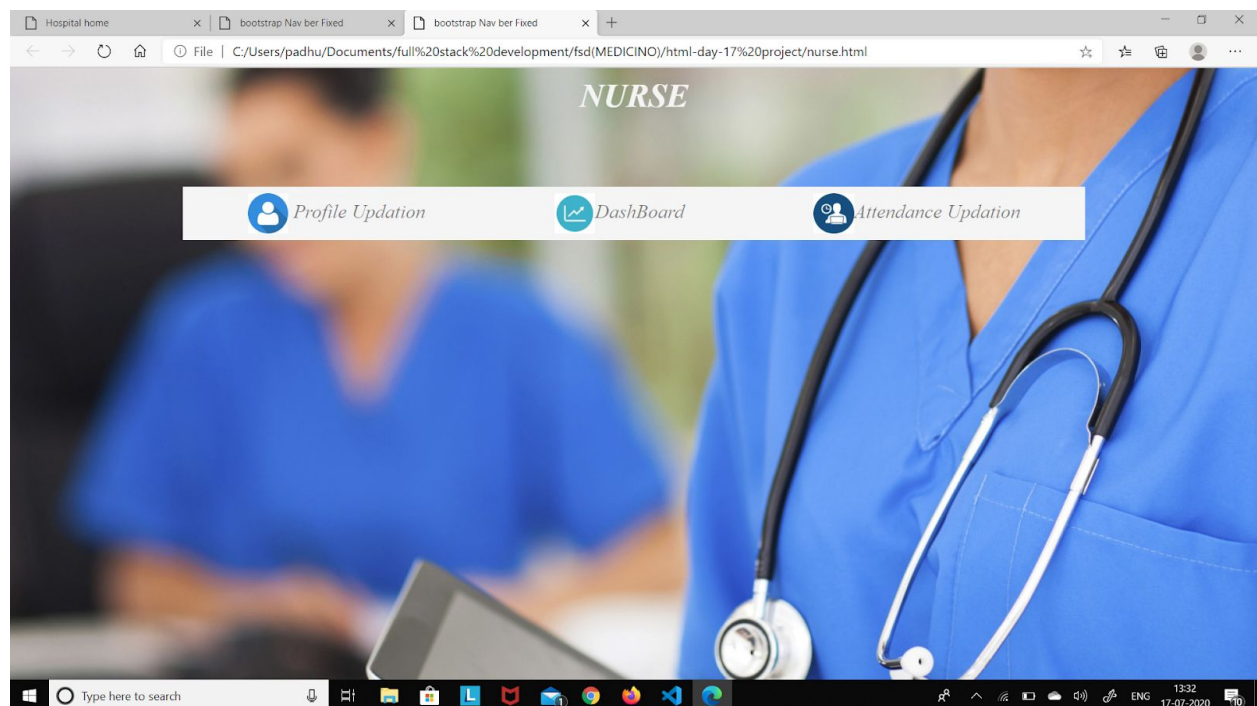 Hospital home
bootstrap Nav ber Fixed
bootstrap Nav ber Fixed
File | C:/Users/padhu/Documents/full%20stack%20development/fsd(MEDICINO)/html-day-17%20project/nurse.html
NURSE
Profile Updation
DashBoard
Attendance Updation
Type here to search
L
1
ENG
13:32
17-07-2020
10